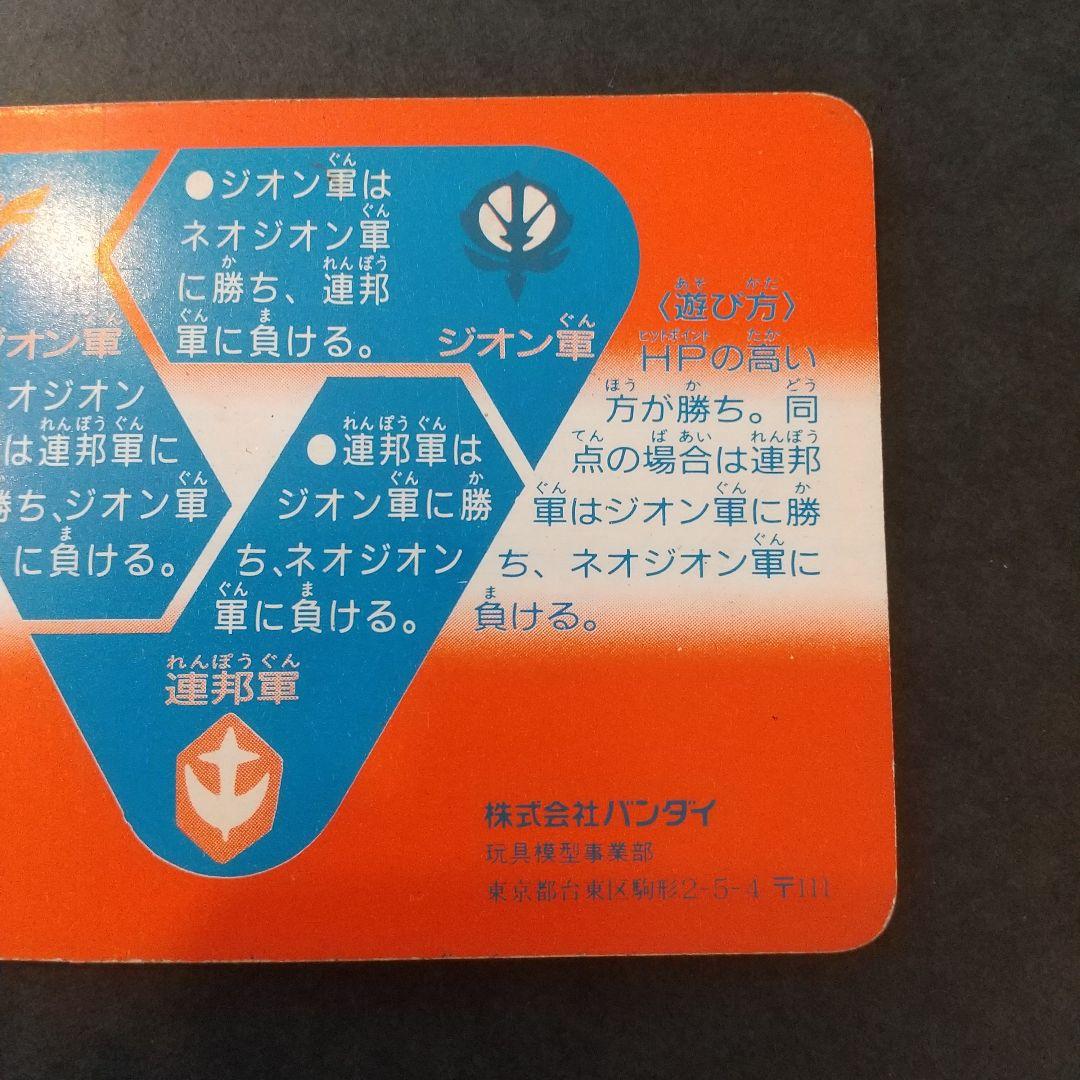 ●ジオン軍は
ネオジオン軍
に勝ち、連邦
軍に負ける。
ジオン軍
ジオン軍
オジオン
は連邦軍に
勝ち、ジオン軍
に負ける。
●連邦軍は
ジオン軍に勝
ち、ネオジオン
軍に負ける。
連邦軍
〈遊び方〉
HPの高い
方が勝ち。同
点の場合は連邦
軍はジオン軍に勝
ち、ネオジオン軍に
負ける。
株式会社バンダイ
玩具模型事業部
東京都台東区駒形2-5-4 〒111